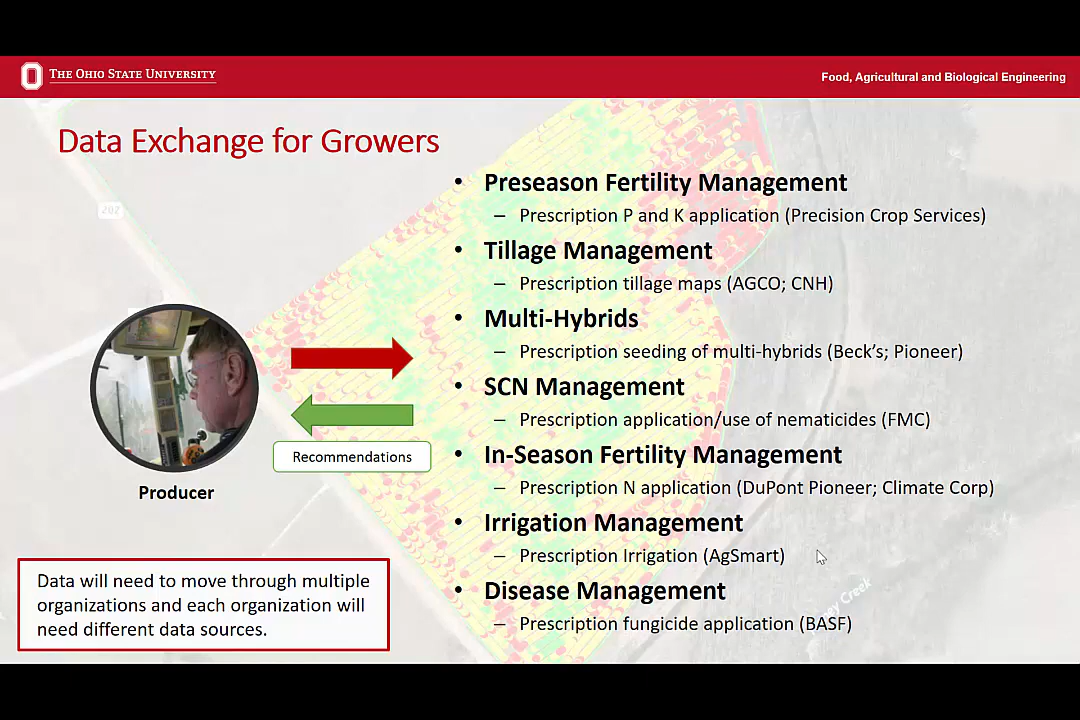 THE OHIO STATE UNIVERSITY
Food, Agricultural and Biological Engineering
Data Exchange for Growers
202
• Preseason Fertility Management
– Prescription P and K application (Precision Crop Services)
• Tillage Management
– Prescription tillage maps (AGCO; CNH)
• Multi-Hybrids
– Prescription seeding of multi-hybrids (Beck's; Pioneer)
• SCN Management
– Prescription application/use of nematicides (FMC)
• In-Season Fertility Management
– Prescription N application (DuPont Pioneer; Climate Corp)
• Irrigation Management
– Prescription Irrigation (AgSmart)
• Disease Management
– Prescription fungicide application (BASF)
Recommendations
Producer
Data will need to move through multiple
organizations and each organization will
need different data sources.
Creek